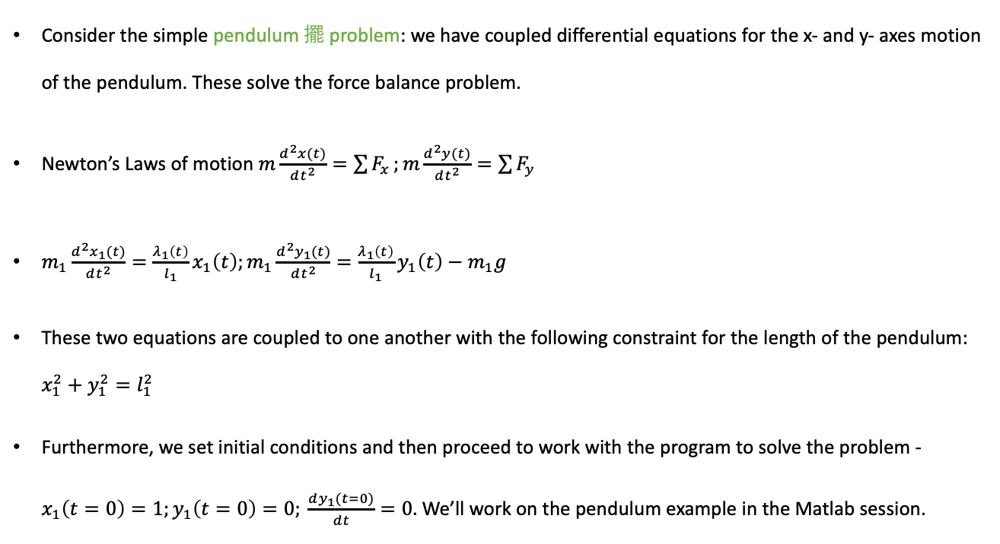 • Consider the simple pendulum 擺 problem: we have coupled differential equations for the x- and y- axes motion
of the pendulum. These solve the force balance problem.
• Newton’s Laws of motion $m\frac{d^2x(t)}{dt^2} = \sum F_x ; m\frac{d^2y(t)}{dt^2} = \sum F_y$
• $m_1\frac{d^2x_1(t)}{dt^2} = \frac{\lambda_1(t)}{l_1}x_1(t); m_1\frac{d^2y_1(t)}{dt^2} = \frac{\lambda_1(t)}{l_1}y_1(t) - m_1g$
• These two equations are coupled to one another with the following constraint for the length of the pendulum:
$x_1^2 + y_1^2 = l_1^2$
• Furthermore, we set initial conditions and then proceed to work with the program to solve the problem -
$x_1(t = 0) = 1; y_1(t = 0) = 0; \frac{dy_1(t=0)}{dt} = 0$. We’ll work on the pendulum example in the Matlab session.